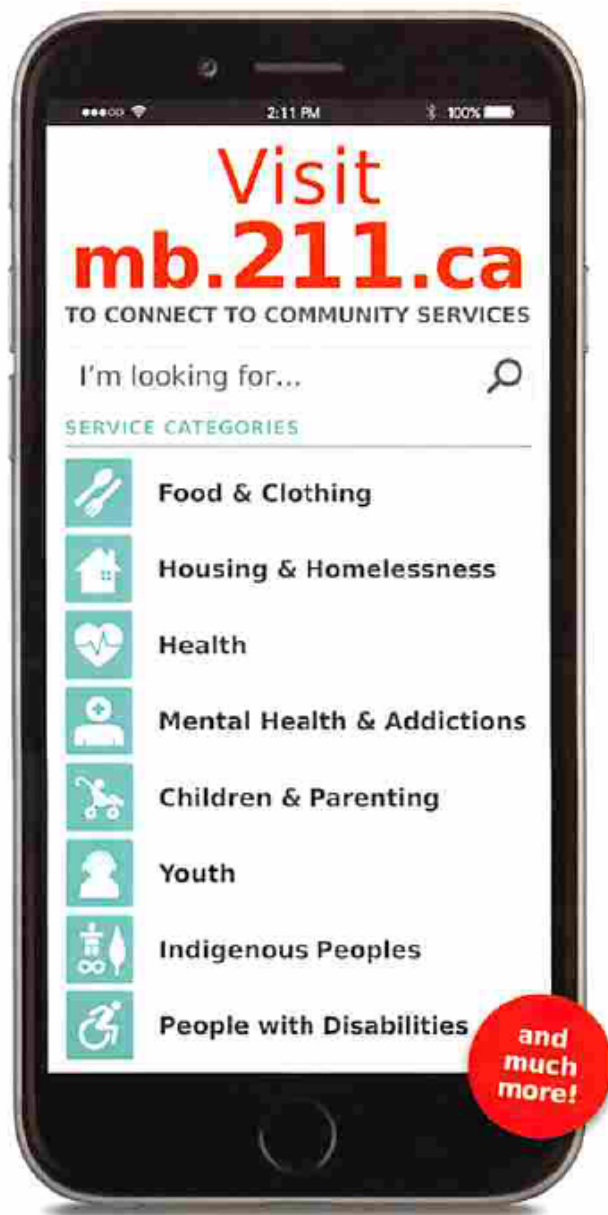 2:11 PM
100%
Visit
mb.211.ca
TO CONNECT TO COMMUNITY SERVICES
I'm looking for...
SERVICE CATEGORIES
Food & Clothing
Housing & Homelessness
Health
Mental Health & Addictions
Children & Parenting
Youth
Indigenous Peoples
People with Disabilities
and
much
more!